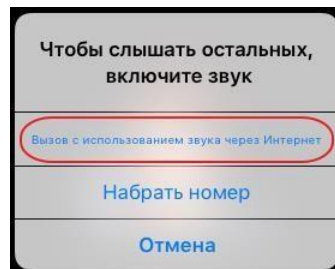 Чтобы слышать остальных,
включите звук
Вызов с использованием звука через Интернет
Набрать номер
Отмена